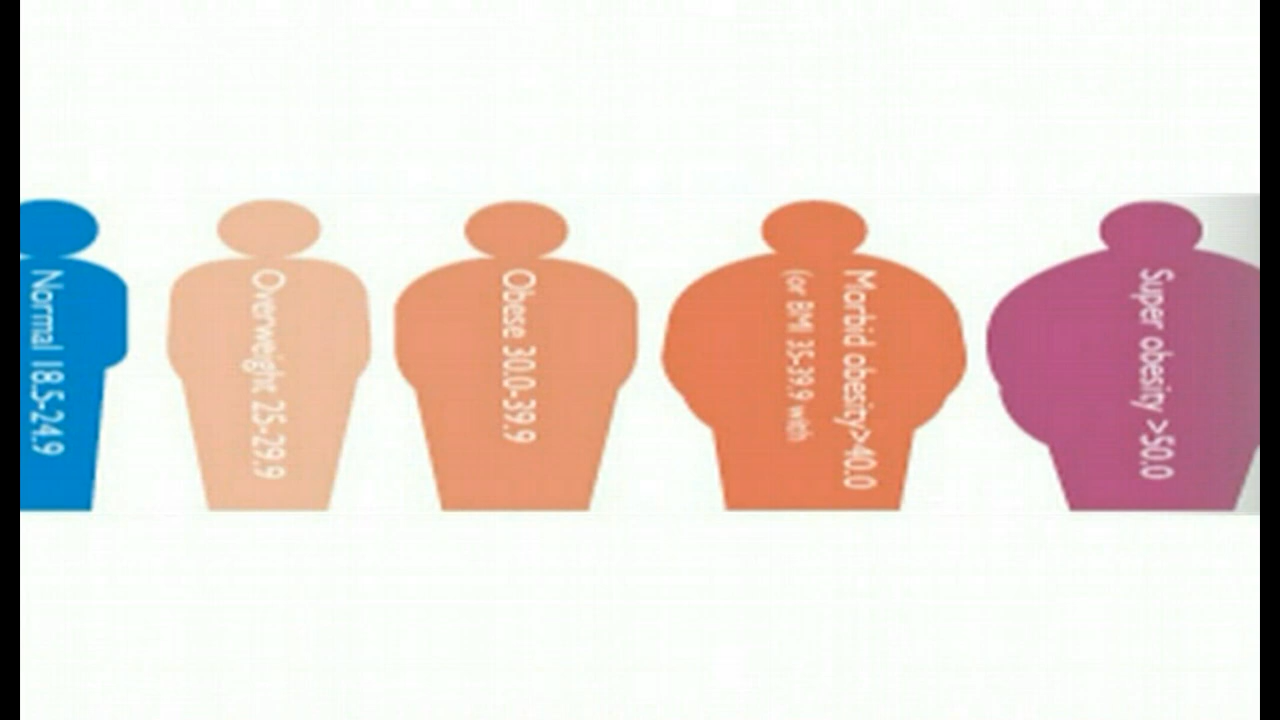 Normal 18.5-24.9
Overweight 25-29.9
Obese 30.0-39.9
Morbid obesity>40.0
(or BMI 35-39.9 with
Super obesity >50.0